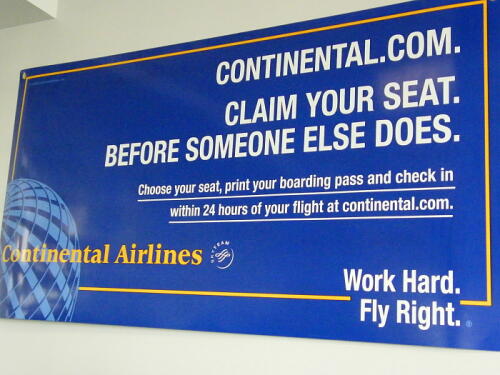 CONTINENTAL.COM.
CLAIM YOUR SEAT.
BEFORE SOMEONE ELSE DOES.
Choose your seat, print your boarding pass and check in
within 24 hours of your flight at continental.com.
Continental Airlines
SKYTEAM
Work Hard.
Fly Right.®